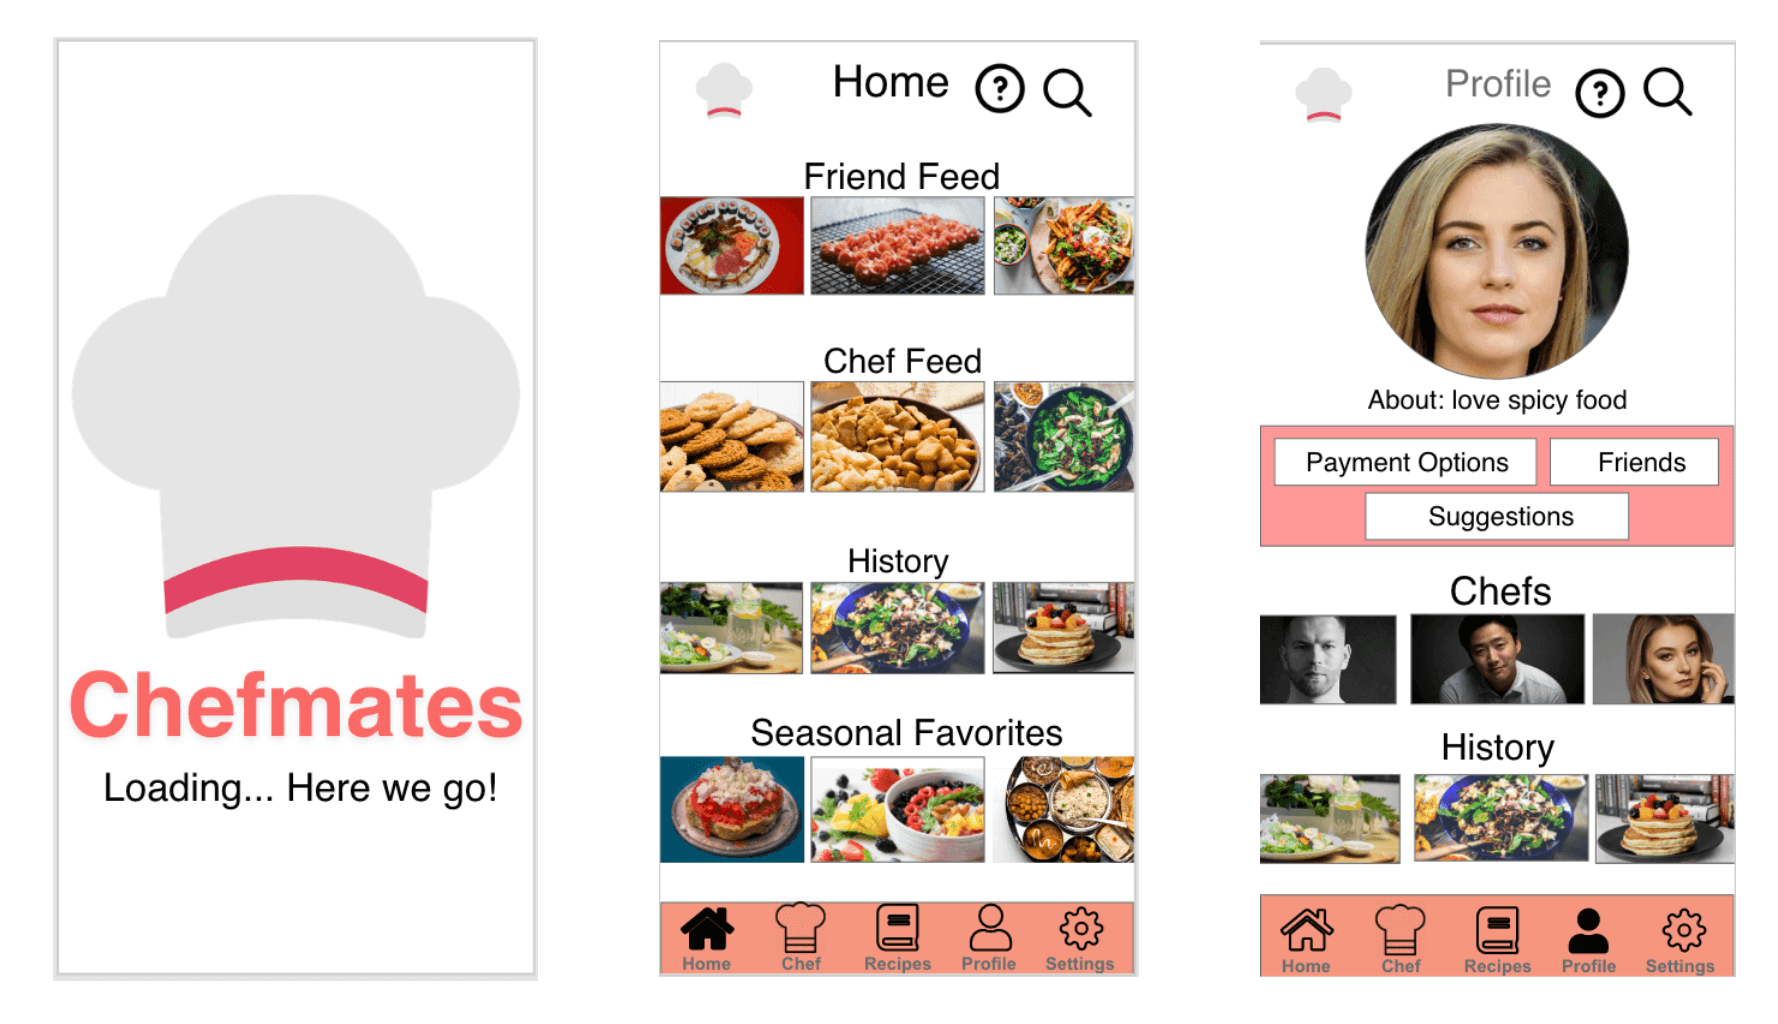 Chefmates
Loading... Here we go!
Home
Friend Feed
Chef Feed
History
Seasonal Favorites
Home Chef Recipes Profile Settings
Profile
About: love spicy food
Payment Options Friends
Suggestions
Chefs
History
Home Chef Recipes Profile Settings